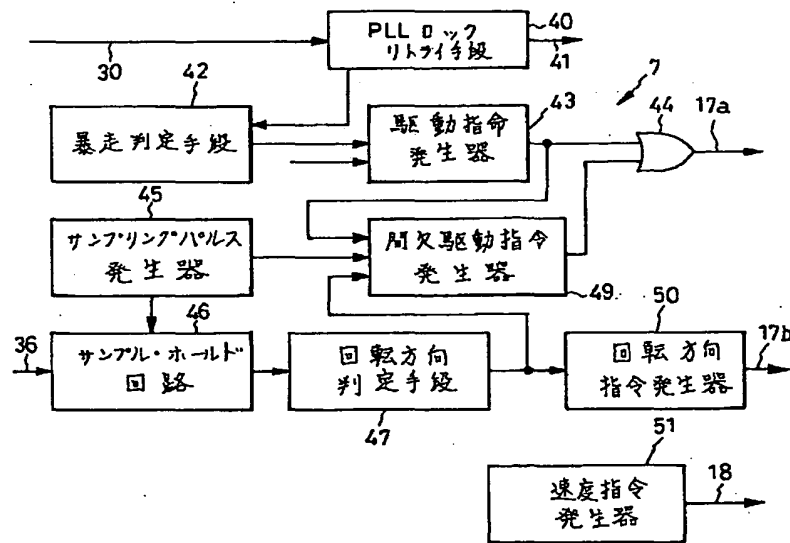 PLL ロック
リトライ手段
40
41
30
42
7
暴走判定手段
43
駆動指命
発生器
44
17a
45
サンプリングパルス
発生器
間欠駆動指令
発生器
49
36
46
サンプル・ホールド
回路
回転方向
判定手段
47
50
回転方向
指令発生器
17b
51
速度指令
発生器
18